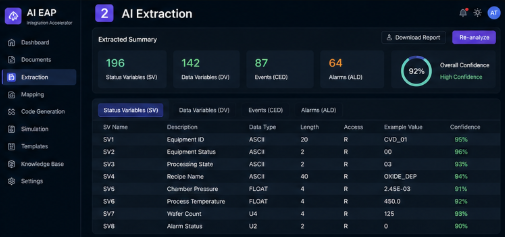 AI EAP
Integration Accelerator
Dashboard
Documents
Extraction
Mapping
Code Generation
Simulation
Templates
Knowledge Base
Settings
2 AI Extraction
AT
Extracted Summary
Download Report
Re-analyze
196
Status Variables (SV)
142
Data Variables (DV)
87
Events (CED)
64
Alarms (ALD)
92%
Overall Confidence
High Confidence
Status Variables (SV) Data Variables (DV) Events (CED) Alarms (ALD)
SV Name Description Data Type Length Access Example Value Confidence
SV1 Equipment ID ASCII 20 R CVD_01 95%
SV2 Equipment Status ASCII 2 R 00 96%
SV3 Processing State ASCII 2 R 03 93%
SV4 Recipe Name ASCII 40 R OXIDE_DEP 94%
SV5 Chamber Pressure FLOAT 4 R 2.45E-03 91%
SV6 Process Temperature FLOAT 4 R 450.0 92%
SV7 Wafer Count U4 4 R 125 93%
SV8 Alarm Status U2 2 R 0 90%